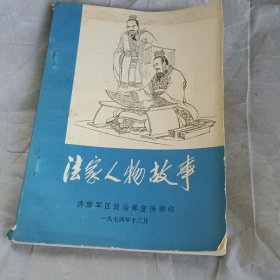 法家人物故事
济南军区政治部宣传部印
一九七四年十二月